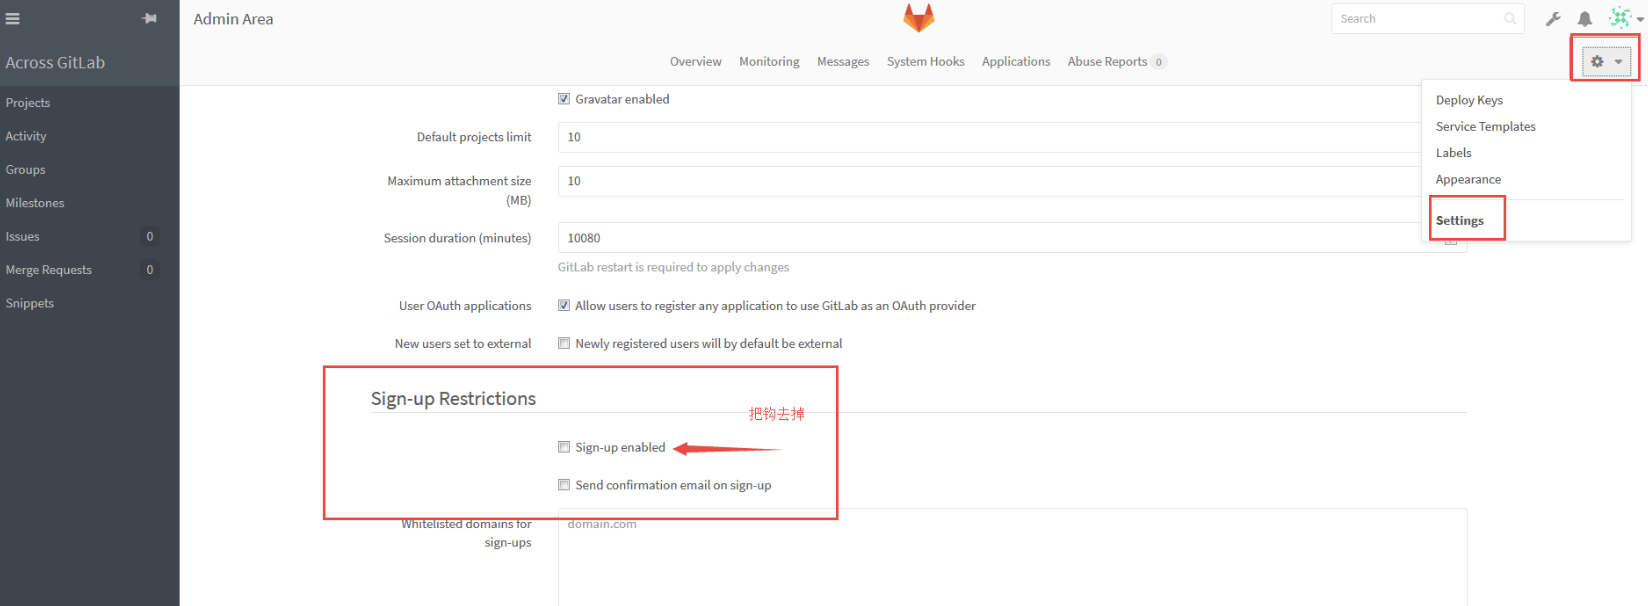 Admin Area
Search
Across GitLab
Overview
Monitoring
Messages
System Hooks
Applications
Abuse Reports 0
Projects
Activity
Groups
Milestones
Issues 0
Merge Requests 0
Snippets
Deploy Keys
Service Templates
Labels
Appearance
Settings
Gravatar enabled
Default projects limit
10
Maximum attachment size
(MB)
10
Session duration (minutes)
10080
GitLab restart is required to apply changes
User OAuth applications
Allow users to register any application to use GitLab as an OAuth provider
New users set to external
Newly registered users will by default be external
Sign-up Restrictions
把钩去掉
Sign-up enabled
Send confirmation email on sign-up
Whitelisted domains for
sign-ups
domain.com